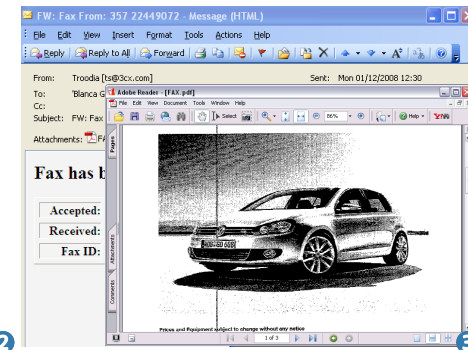 FW: Fax From: 357 22449072 - Message (HTML)
File Edit View Insert Format Tools Actions Help
Reply Reply to All Forward
From: Troodia [ts@3cx.com] Sent: Mon 01/12/2008 12:30
To: 'Blanca G
Cc:
Subject: FW: Fax
Attachments: FA
Adobe Reader - [FAX.pdf]
File Edit View Document Tools Window Help
Select 86% Help
Pages
Attachments
Comments
Fax has b
Accepted:
Received:
Fax ID:
Prices and Equipment subject to change without any notice
1 of 3
2